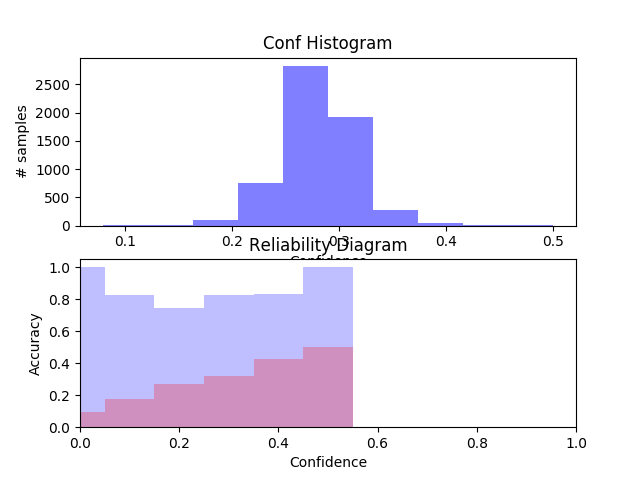 Conf Histogram
# samples
2500
2000
1500
1000
500
0
0.1 0.2 0.3 0.4 0.5
Confidence
Reliability Diagram
Accuracy
1.0
0.8
0.6
0.4
0.2
0.0
0.0 0.2 0.4 0.6 0.8 1.0
Confidence